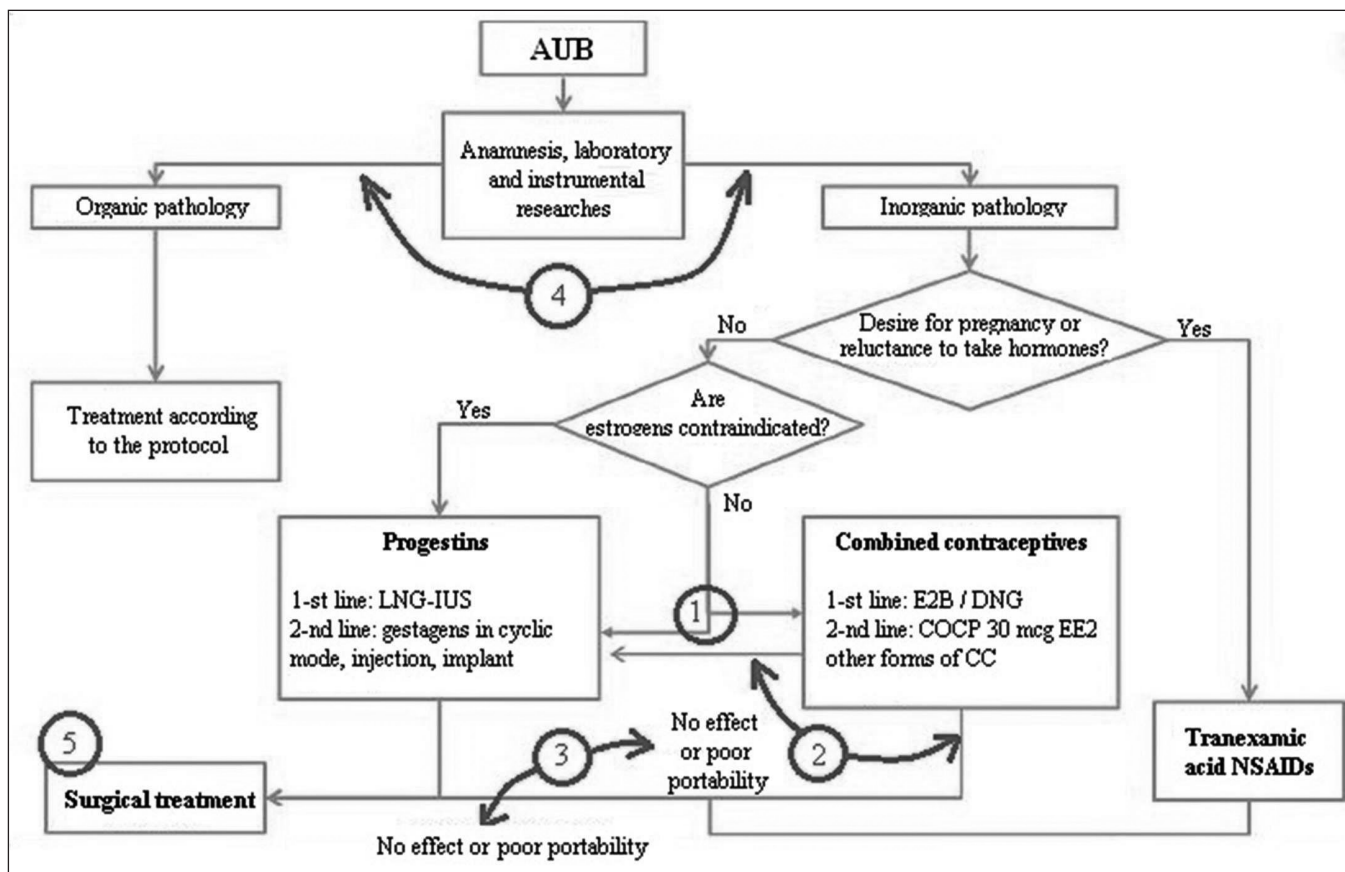 AUB
Anamnesis, laboratory
and instrumental
researches
Organic pathology
Inorganic pathology
4
Desire for pregnancy or
reluctance to take hormones?
No
Yes
Treatment according
to the protocol
Are
estrogens contraindicated?
Yes
No
Progestins
1-st line: LNG-IUS
2-nd line: gestagens in cyclic
mode, injection, implant
1
Combined contraceptives
1-st line: E2B / DNG
2-nd line: COCP 30 mcg EE2
other forms of CC
5
Surgical treatment
3
No effect
or poor
portability
2
Tranexamic
acid NSAIDs
No effect or poor portability